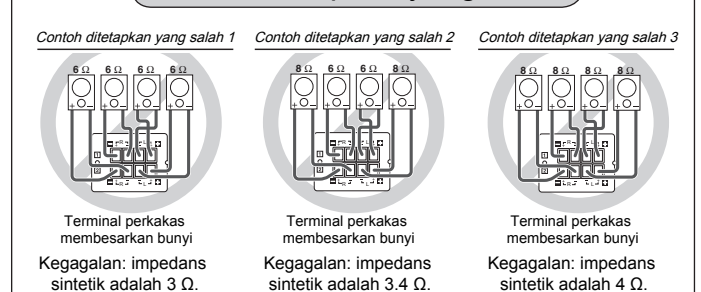 Contoh ditetapkan yang salah 1
Contoh ditetapkan yang salah 2
Contoh ditetapkan yang salah 3
6 Ω 6 Ω 6 Ω 6 Ω
8 Ω 6 Ω 6 Ω 8 Ω
8 Ω 8 Ω 8 Ω 8 Ω
Terminal perkakas
membesarkan bunyi
Terminal perkakas
membesarkan bunyi
Terminal perkakas
membesarkan bunyi
Kegagalan: impedans
sintetik adalah 3 Ω.
Kegagalan: impedans
sintetik adalah 3.4 Ω.
Kegagalan: impedans
sintetik adalah 4 Ω.